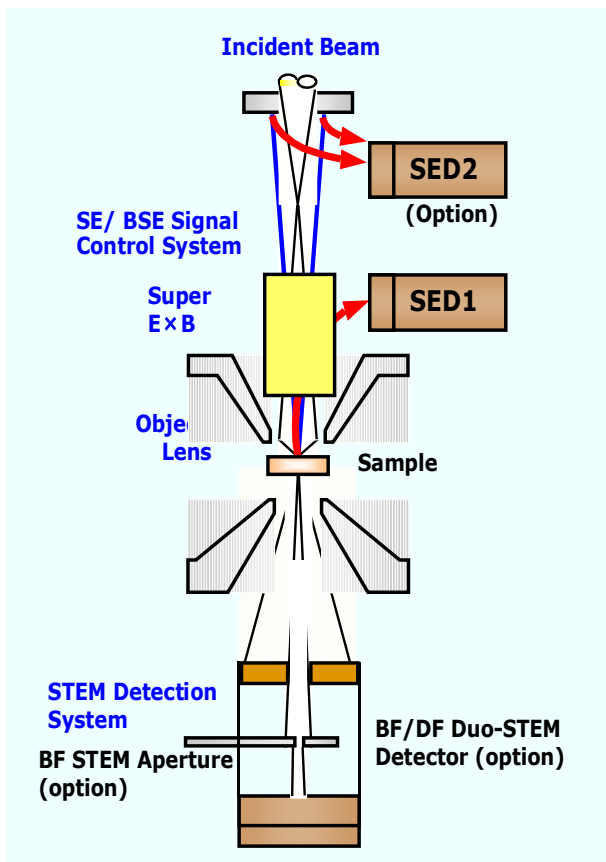 Incident Beam
SED2
(Option)
SE/ BSE Signal
Control System
Super
E×B
SED1
Obje
Lens
Sample
STEM Detection
System
BF STEM Aperture
(option)
BF/DF Duo-STEM
Detector (option)